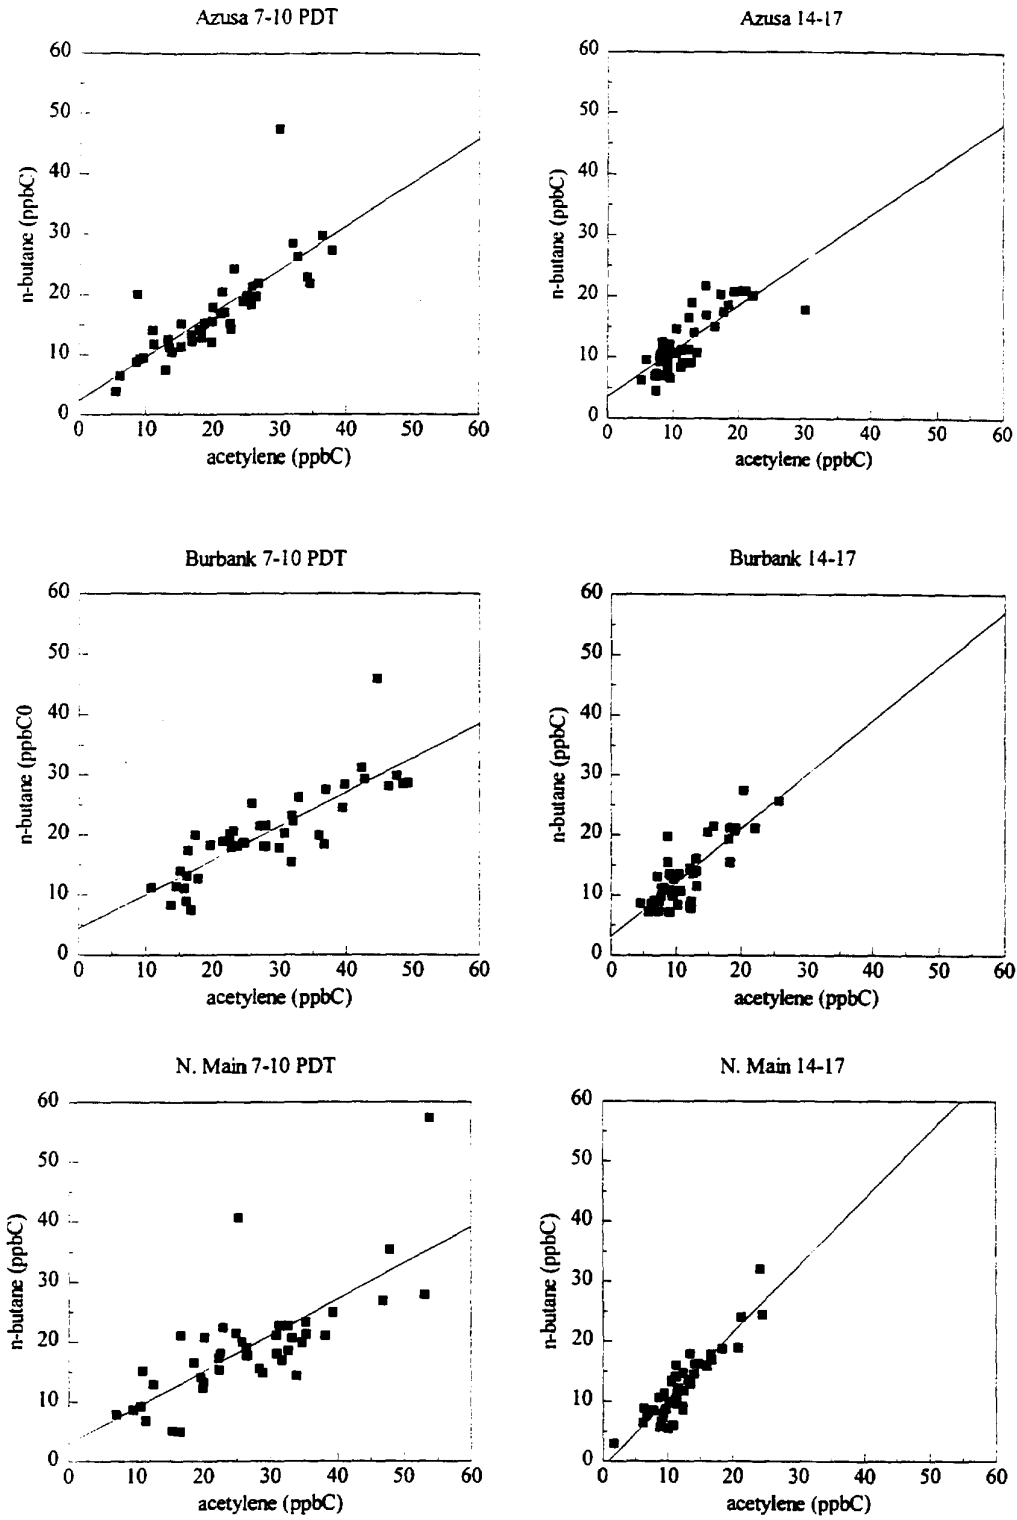 Azusa 7-10 PDT
n-butane (ppbC)
60
50
40
30
20
10
0
0 10 20 30 40 50 60
acetylene (ppbC)
Azusa 14-17
n-butane (ppbC)
60
50
40
30
20
10
0
0 10 20 30 40 50 60
acetylene (ppbC)
Burbank 7-10 PDT
n-butane (ppbC0
60
50
40
30
20
10
0
0 10 20 30 40 50 60
acetylene (ppbC)
Burbank 14-17
n-butane (ppbC)
60
50
40
30
20
10
0
0 10 20 30 40 50 60
acetylene (ppbC)
N. Main 7-10 PDT
n-butane (ppbC)
60
50
40
30
20
10
0
0 10 20 30 40 50 60
acetylene (ppbC)
N. Main 14-17
n-butane (ppbC)
60
50
40
30
20
10
0
0 10 20 30 40 50 60
acetylene (ppbC)